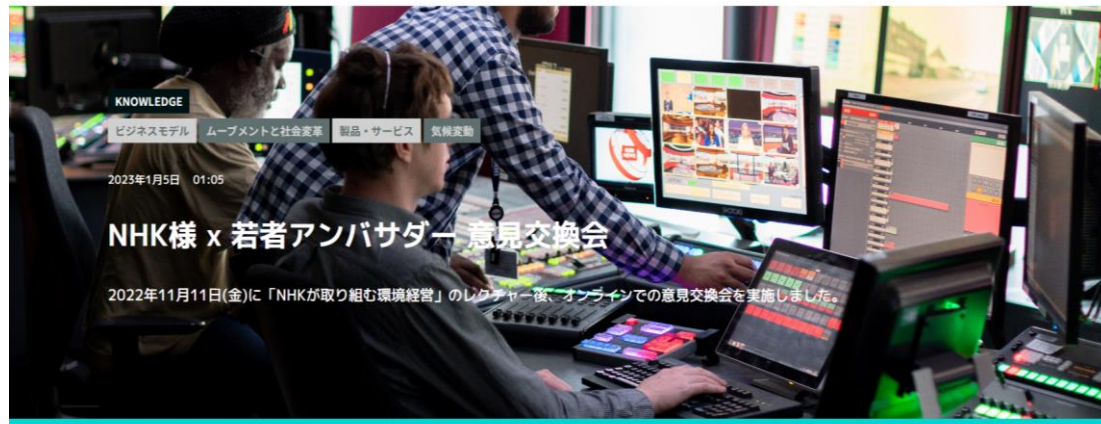 KNOWLEDGE
ビジネスモデル ムーブメントと社会変革 製品・サービス 気候変動
2023年1月5日 01:05
NHK様 x 若者アンバサダー 意見交換会
2022年11月11日(金)に「NHKが取り組む環境経営」のレクチャー後、オンラインでの意見交換会を実施しました。